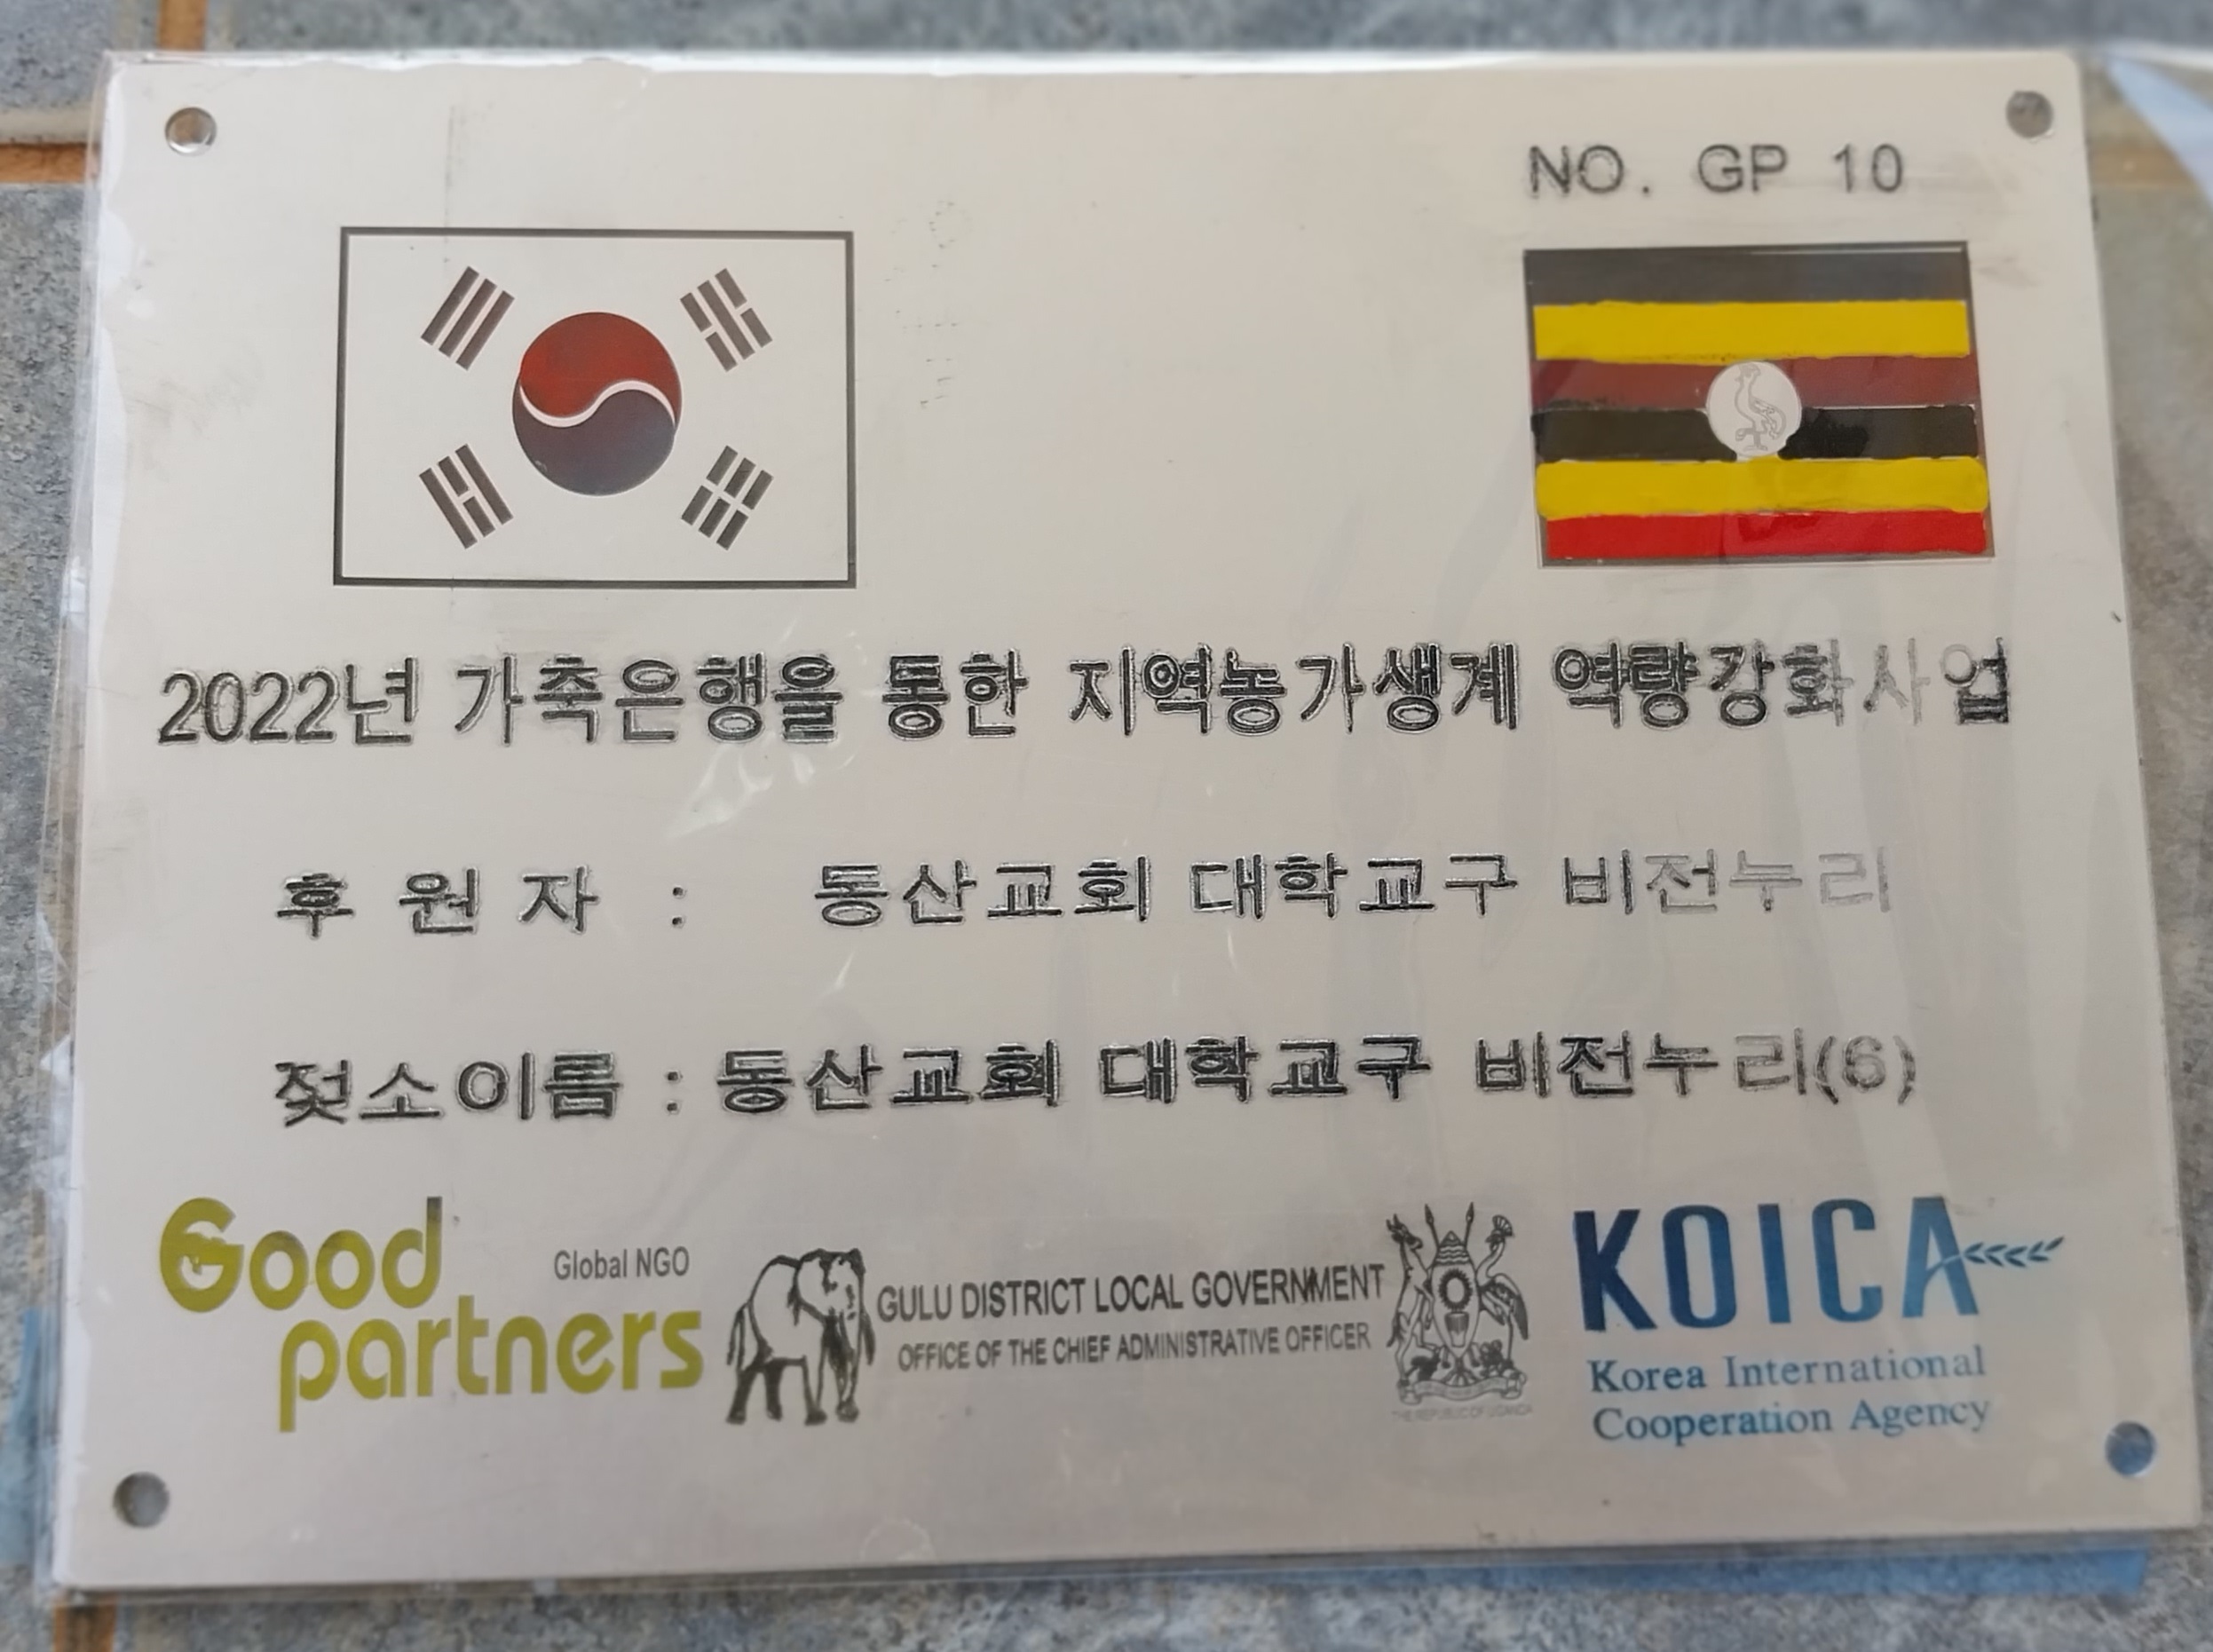 NO. GP 10
2022년 가축은행을 통한 지역농가생계 역량강화사업
후 원 자 : 동산교회 대학교구 비전누리
젖소이름 : 동산교회 대학교구 비전누리(6)
Good partners
Global NGO
GULU DISTRICT LOCAL GOVERNMENT
OFFICE OF THE CHIEF ADMINISTRATIVE OFFICER
THE REPUBLIC OF UGANDA
KOICA
Korea International
Cooperation Agency